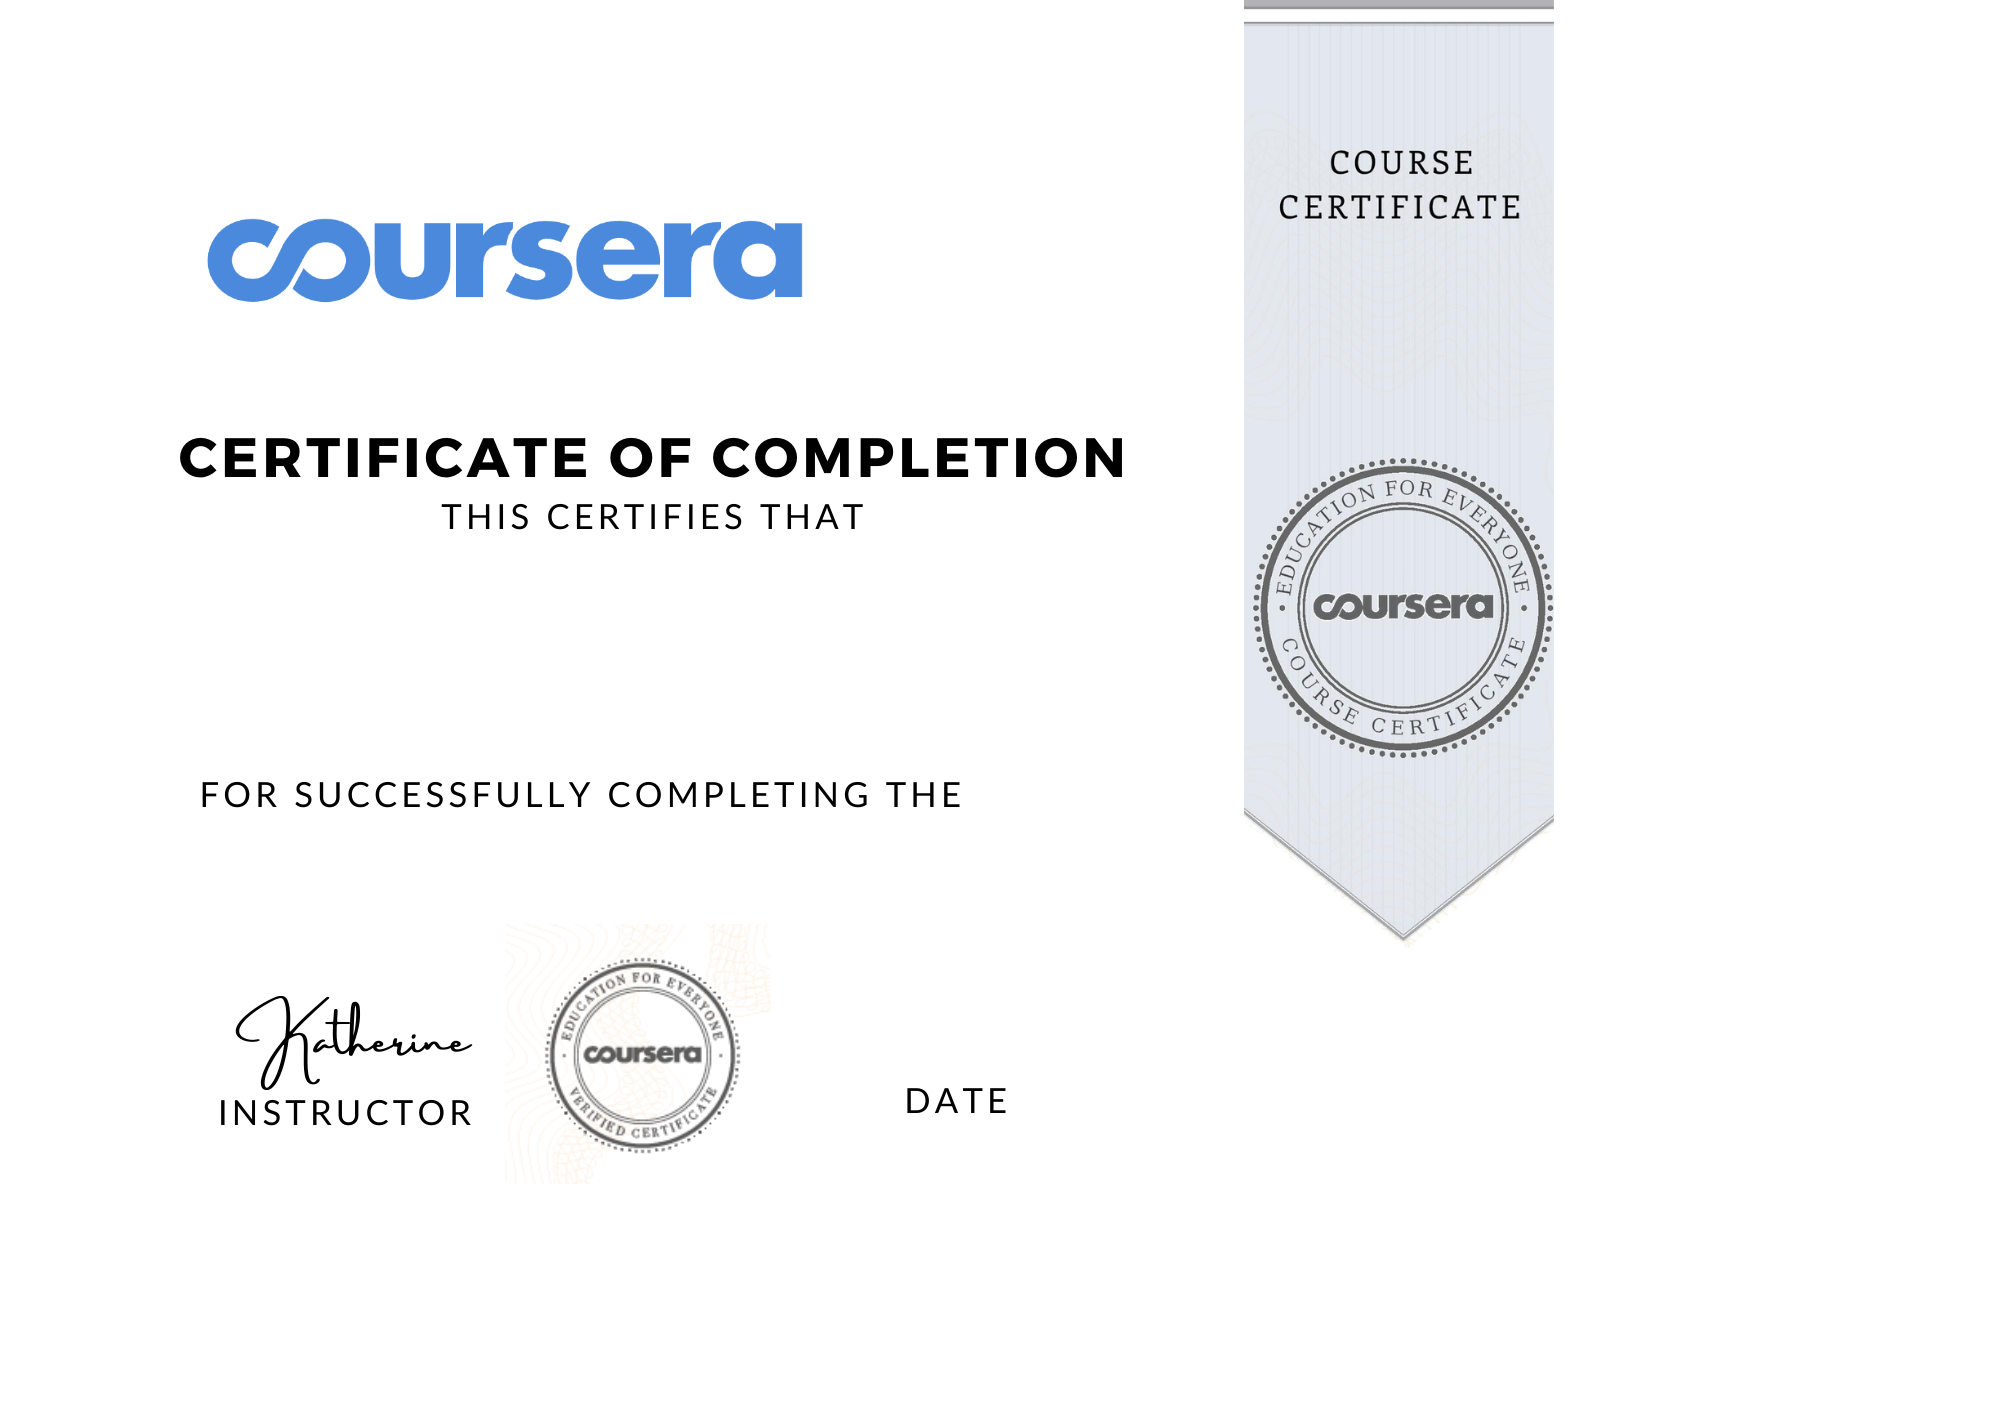 coursera
CERTIFICATE OF COMPLETION
THIS CERTIFIES THAT
FOR SUCCESSFULLY COMPLETING THE
Katherine
INSTRUCTOR
EDUCATION FOR EVERYONE
coursera
VERIFIED CERTIFICATE
DATE
COURSE
CERTIFICATE
EDUCATION FOR EVERYONE
coursera
COURSE CERTIFICATE